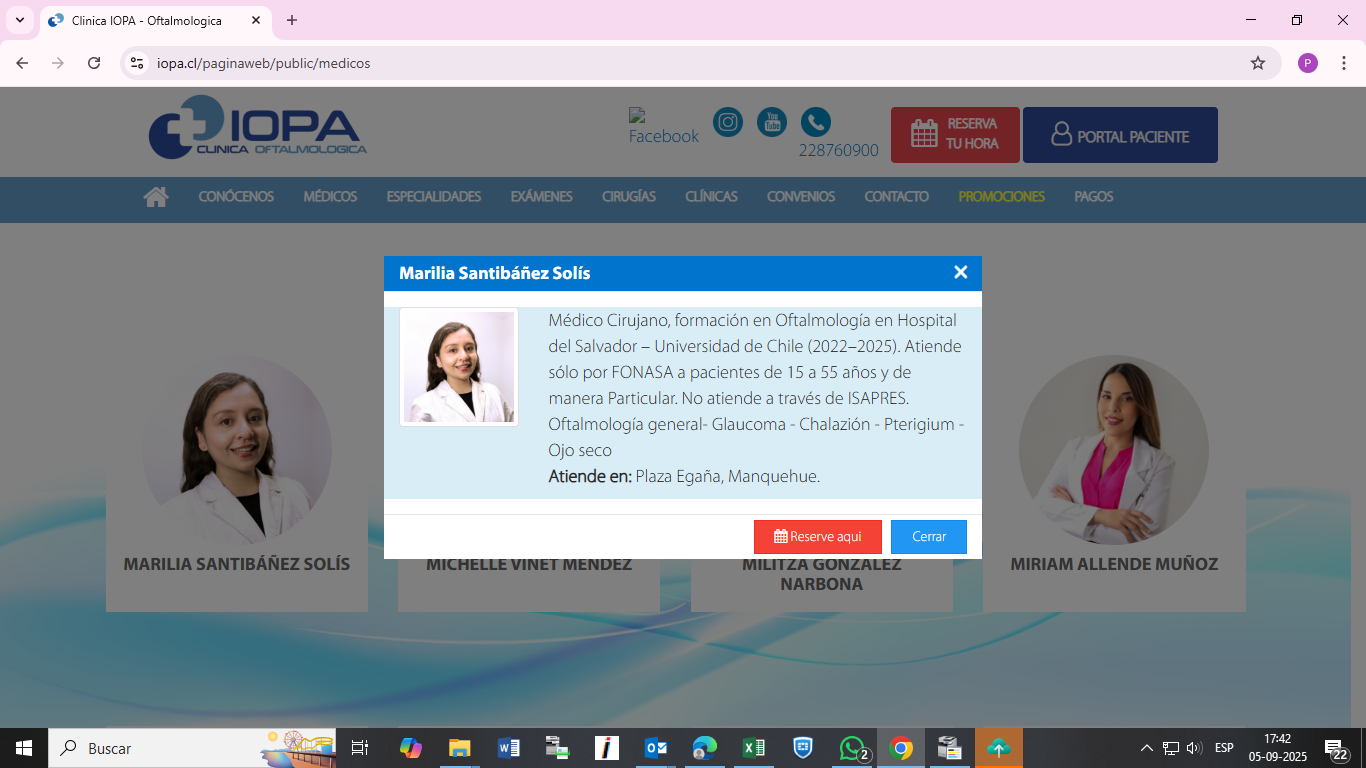 Clinica IOPA - Oftalmologica
iopa.cl/paginaweb/public/medicos
P
IOPA
CLINICA OFTALMOLOGICA
Facebook
You Tube
228760900
RESERVA
TU HORA
PORTAL PACIENTE
CONÓCENOS MÉDICOS ESPECIALIDADES EXÁMENES CIRUGÍAS CLÍNICAS CONVENIOS CONTACTO PROMOCIONES PAGOS
Marilia Santibáñez Solís
Médico Cirujano, formación en Oftalmología en Hospital
del Salvador – Universidad de Chile (2022–2025). Atiende
sólo por FONASA a pacientes de 15 a 55 años y de
manera Particular. No atiende a través de ISAPRES.
Oftalmología general- Glaucoma - Chalazión - Pterigium -
Ojo seco
Atiende en: Plaza Egaña, Manquehue.
Reserve aqui
Cerrar
MARILIA SANTIBÁÑEZ SOLÍS
MICHELLE VINET MENDEZ
MILITZA GONZALEZ
NARBONA
MIRIAM ALLENDE MUÑOZ
Buscar
2
ESP
17:42
05-09-2025
22